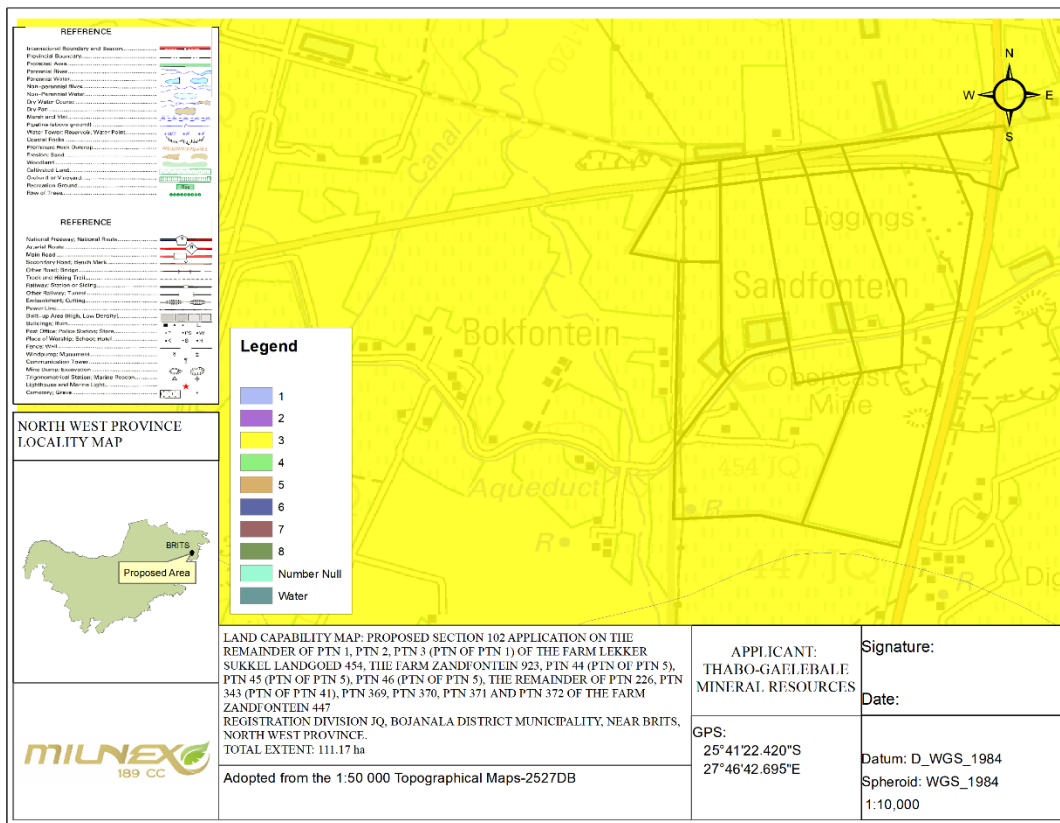 REFERENCE
International Boundary and Beacon
Provincial Boundary
Protected Area
Perennial River
Perennial Water
Non-perennial River
Non-Perennial Water
Dry Water Course
Dry Pan
Marsh and Vlei
Pipeline (above ground)
Water Tower; Reservoir; Water Point
Coastal Rocks
Prominent Rock Outcrop
Erosion; Sand
Woodland
Cultivated Land
Orchard or Vineyard
Recreation Ground
Row of Trees
REFERENCE
National Freeway; National Route
Arterial Route
Main Road
Secondary Road; Bench Mark
Other Road; Bridge
Track and Hiking Trail
Railway; Station or Siding
Other Railway; Tunnel
Embankment; Cutting
Power Line
Built-up Area (High, Low Density)
Buildings; Ruin
Post Office; Police Station; Store
Place of Worship; School; Hotel
Fence; Wall
Windpump; Monument
Communication Tower
Mine Dump; Excavation
Trigonometrical Station; Marine Beacon
Lighthouse and Marine Light
Cemetery; Grave
NORTH WEST PROVINCE
LOCALITY MAP
BRITS
Proposed Area
MILNEX
189 CC
N
W E
S
Canal
Diggings
Sandfontein
Opencast
Mine
454 JQ
Aqueduct
R
R
447 JQ
R
Legend
1
2
3
4
5
6
7
8
Number Null
Water
LAND CAPABILITY MAP: PROPOSED SECTION 102 APPLICATION ON THE
REMAINDER OF PTN 1, PTN 2, PTN 3 (PTN OF PTN 1) OF THE FARM LEKKER
SUKKEL LANDGOED 454, THE FARM ZANDFONTEIN 923, PTN 44 (PTN OF PTN 5),
PTN 45 (PTN OF PTN 5), PTN 46 (PTN OF PTN 5), THE REMAINDER OF PTN 226, PTN
343 (PTN OF PTN 41), PTN 369, PTN 370, PTN 371 AND PTN 372 OF THE FARM
ZANDFONTEIN 447
REGISTRATION DIVISION JQ, BOJANALA DISTRICT MUNICIPALITY, NEAR BRITS,
NORTH WEST PROVINCE.
TOTAL EXTENT: 111.17 ha
Adopted from the 1:50 000 Topographical Maps-2527DB
APPLICANT:
THABO-GAELEBALE
MINERAL RESOURCES
GPS:
25°41'22.420"S
27°46'42.695"E
Signature:
Date:
Datum: D_WGS_1984
Spheroid: WGS_1984
1:10,000